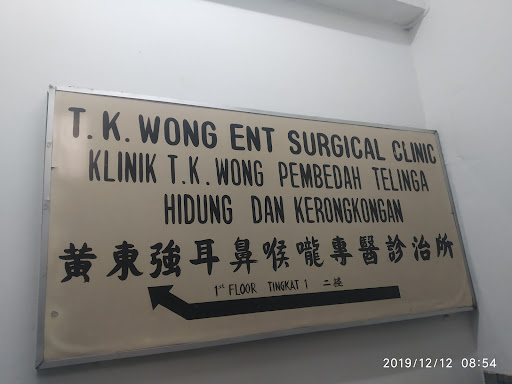 T. K. WONG ENT SURGICAL CLINIC
KLINIK T.K. WONG PEMBEDAH TELINGA
HIDUNG DAN KERONGKONGAN
黃東強耳鼻喉嚨專醫診治所
1ST FLOOR TINGKAT 1 二樓
2019/12/12 08:54